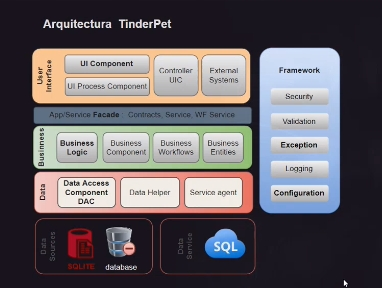 Arquitectura TinderPet
User
Interface
UI Component
UI Process Component
Controller
UIC
External
Systems
App/Service Facade Contracts, Service, WF Service
Businness
Business
Logic
Business
Component
Business
Workflows
Business
Entities
Data
Data Access
Component
DAC
Data Helper
Service agent
Data
Sources
SQLITE
database
Data
Service
SQL
Framework
Security
Validation
Exception
Logging
Configuration